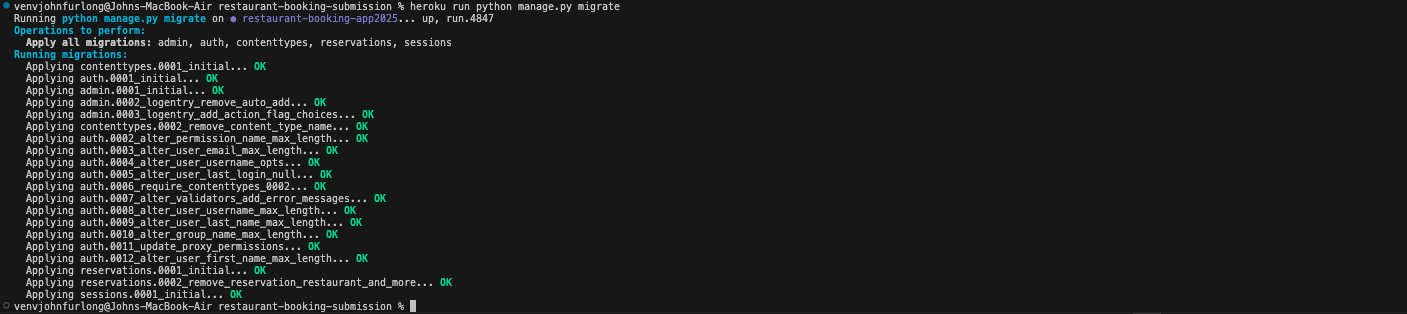 venvjohnfurlong@Johns-MacBook-Air restaurant-booking-submission % heroku run python manage.py migrate
Running python manage.py migrate on ● restaurant-booking-app2025... up, run.4847
Operations to perform:
  Apply all migrations: admin, auth, contenttypes, reservations, sessions
Running migrations:
  Applying contenttypes.0001_initial... OK
  Applying auth.0001_initial... OK
  Applying admin.0001_initial... OK
  Applying admin.0002_logentry_remove_auto_add... OK
  Applying admin.0003_logentry_add_action_flag_choices... OK
  Applying contenttypes.0002_remove_content_type_name... OK
  Applying auth.0002_alter_permission_name_max_length... OK
  Applying auth.0003_alter_user_email_max_length... OK
  Applying auth.0004_alter_user_username_opts... OK
  Applying auth.0005_alter_user_last_login_null... OK
  Applying auth.0006_require_contenttypes_0002... OK
  Applying auth.0007_alter_validators_add_error_messages... OK
  Applying auth.0008_alter_user_username_max_length... OK
  Applying auth.0009_alter_user_last_name_max_length... OK
  Applying auth.0010_alter_group_name_max_length... OK
  Applying auth.0011_update_proxy_permissions... OK
  Applying auth.0012_alter_user_first_name_max_length... OK
  Applying reservations.0001_initial... OK
  Applying reservations.0002_remove_reservation_restaurant_and_more... OK
  Applying sessions.0001_initial... OK
venvjohnfurlong@Johns-MacBook-Air restaurant-booking-submission %